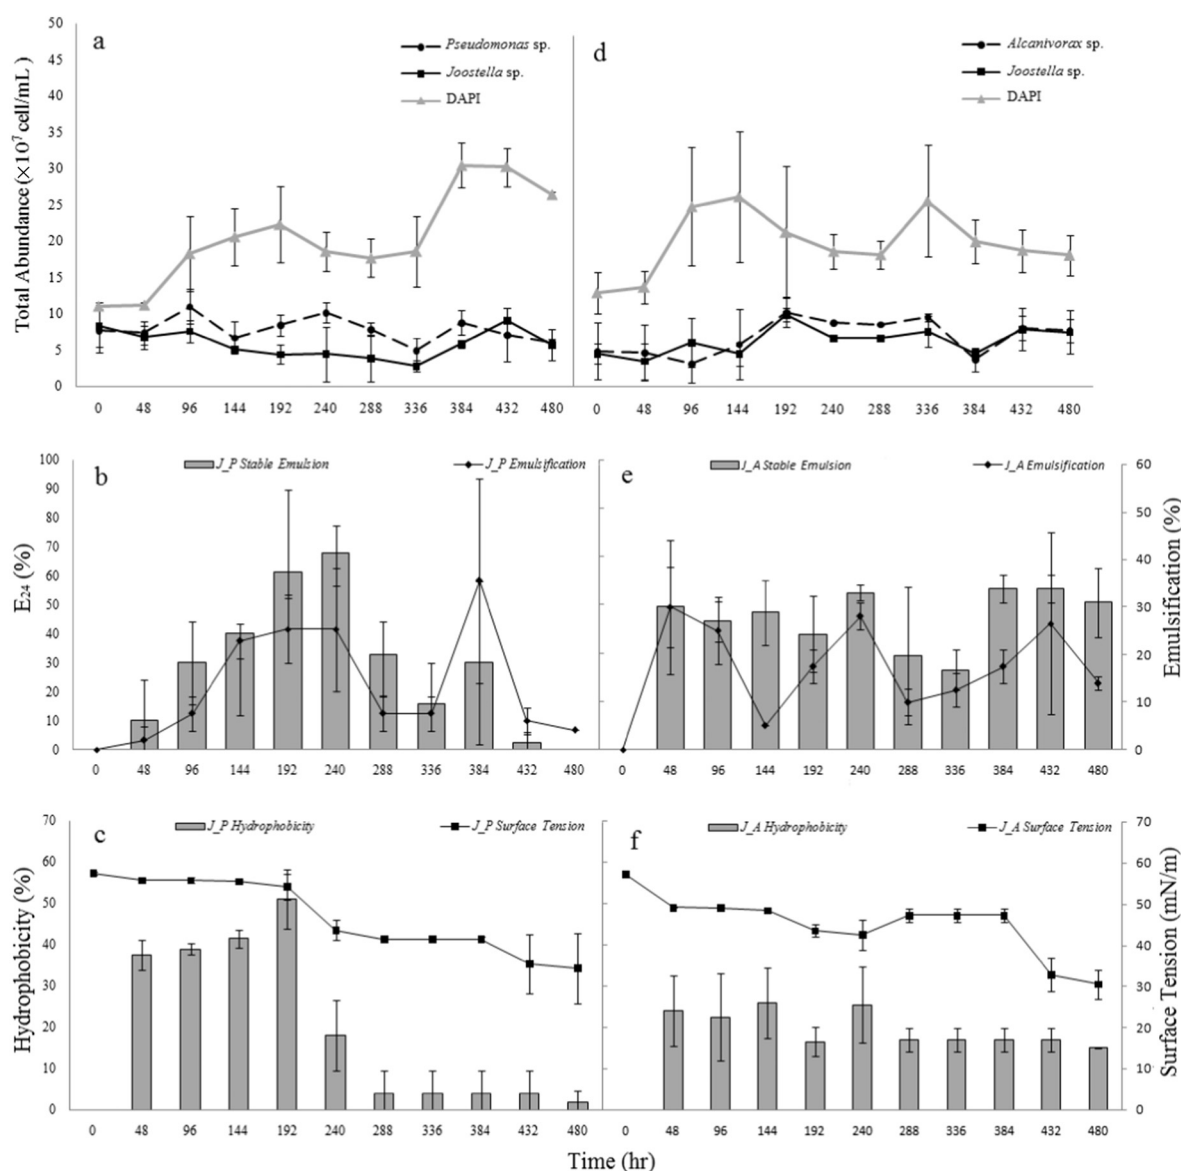 a
Pseudomonas sp.
Joostella sp.
DAPI
Total Abundance (×10⁷ cell/mL)
50
45
40
35
30
25
20
15
10
5
0
0 48 96 144 192 240 288 336 384 432 480
d
Alcanivorax sp.
Joostella sp.
DAPI
0 48 96 144 192 240 288 336 384 432 480
b
J_P Stable Emulsion J_P Emulsification
E₂₄ (%)
100
90
80
70
60
50
40
30
20
10
0
0 48 96 144 192 240 288 336 384 432 480
e
J_A Stable Emulsion J_A Emulsification
60
50
40
30
20
10
0
Emulsification (%)
0 48 96 144 192 240 288 336 384 432 480
c
J_P Hydrophobicity J_P Surface Tension
Hydrophobicity (%)
70
60
50
40
30
20
10
0
0 48 96 144 192 240 288 336 384 432 480
f
J_A Hydrophobicity J_A Surface Tension
70
60
50
40
30
20
10
0
Surface Tension (mN/m)
0 48 96 144 192 240 288 336 384 432 480
Time (hr)